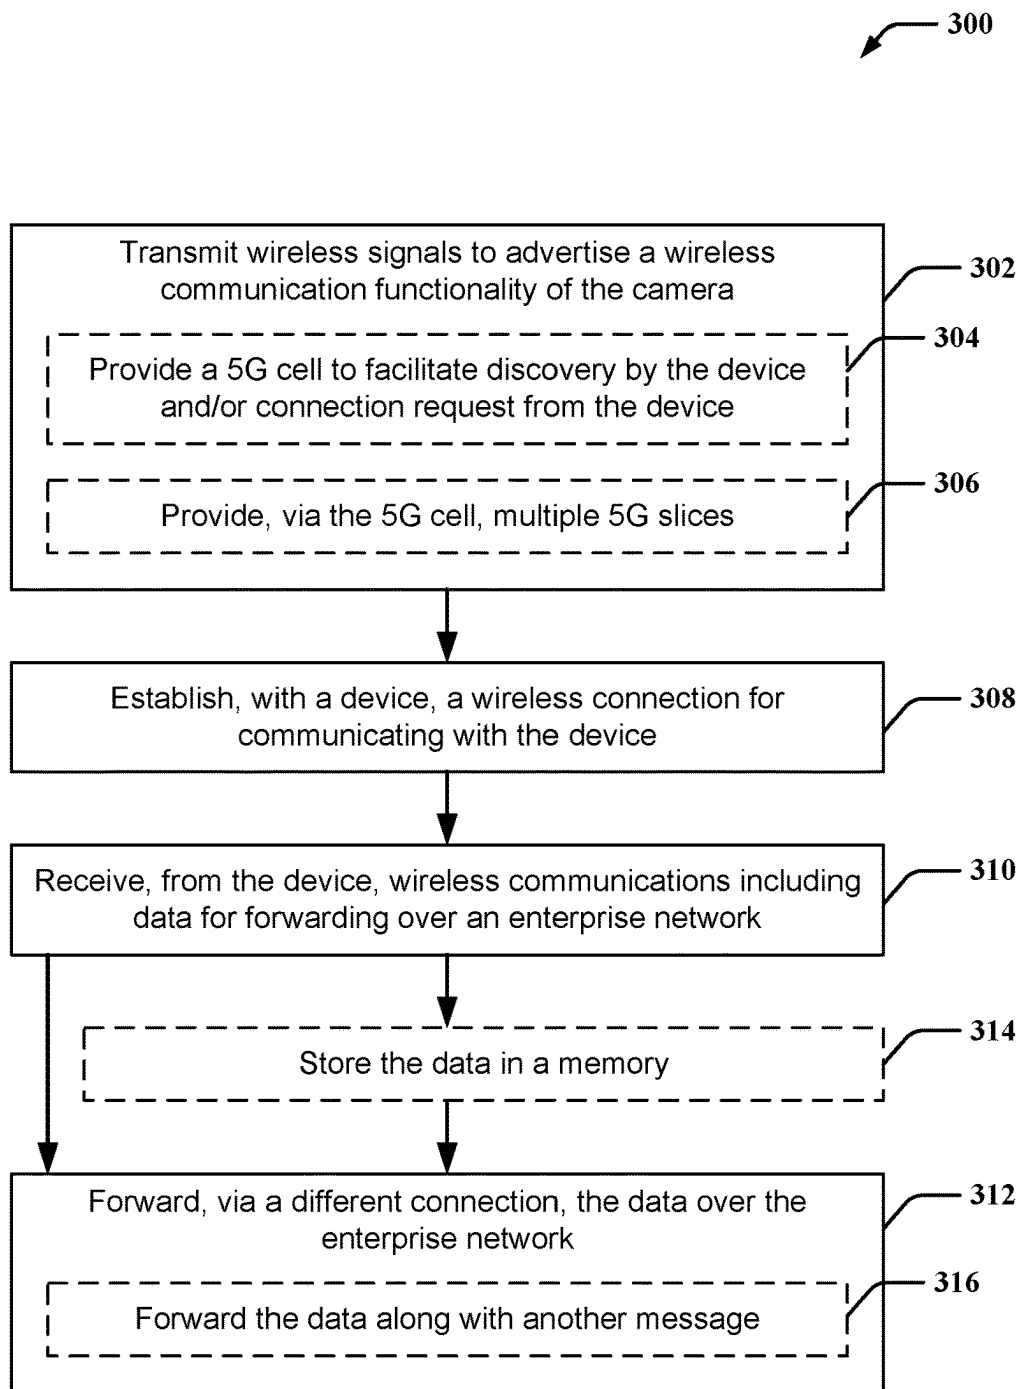 300
Transmit wireless signals to advertise a wireless
communication functionality of the camera
302
304
Provide a 5G cell to facilitate discovery by the device
and/or connection request from the device
306
Provide, via the 5G cell, multiple 5G slices
Establish, with a device, a wireless connection for
communicating with the device
308
Receive, from the device, wireless communications including
data for forwarding over an enterprise network
310
314
Store the data in a memory
Forward, via a different connection, the data over the
enterprise network
312
316
Forward the data along with another message